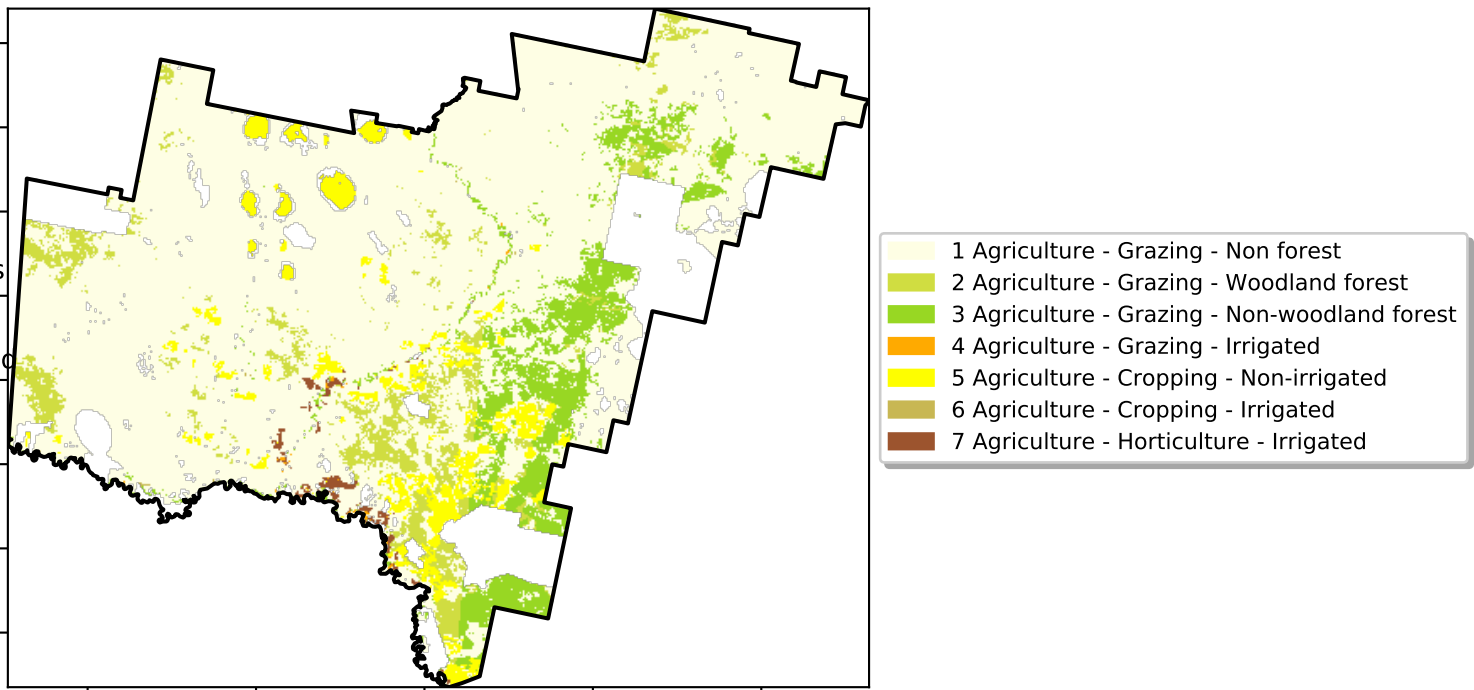 1 Agriculture - Grazing - Non forest
2 Agriculture - Grazing - Woodland forest
3 Agriculture - Grazing - Non-woodland forest
4 Agriculture - Grazing - Irrigated
5 Agriculture - Cropping - Non-irrigated
6 Agriculture - Cropping - Irrigated
7 Agriculture - Horticulture - Irrigated